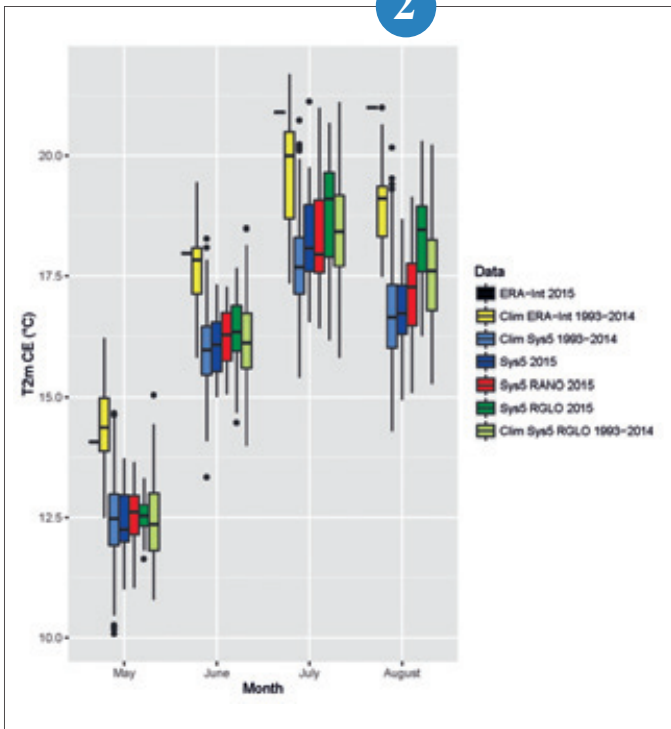 2
T2m CE (°C)
20.0
17.5
15.0
12.5
10.0
May June July August
Month
Data
ERA-Int 2015
Clim ERA-Int 1993-2014
Clim Sys5 1993-2014
Sys5 2015
Sys5 RANO 2015
Sys5 RGLO 2015
Clim Sys5 RGLO 1993-2014